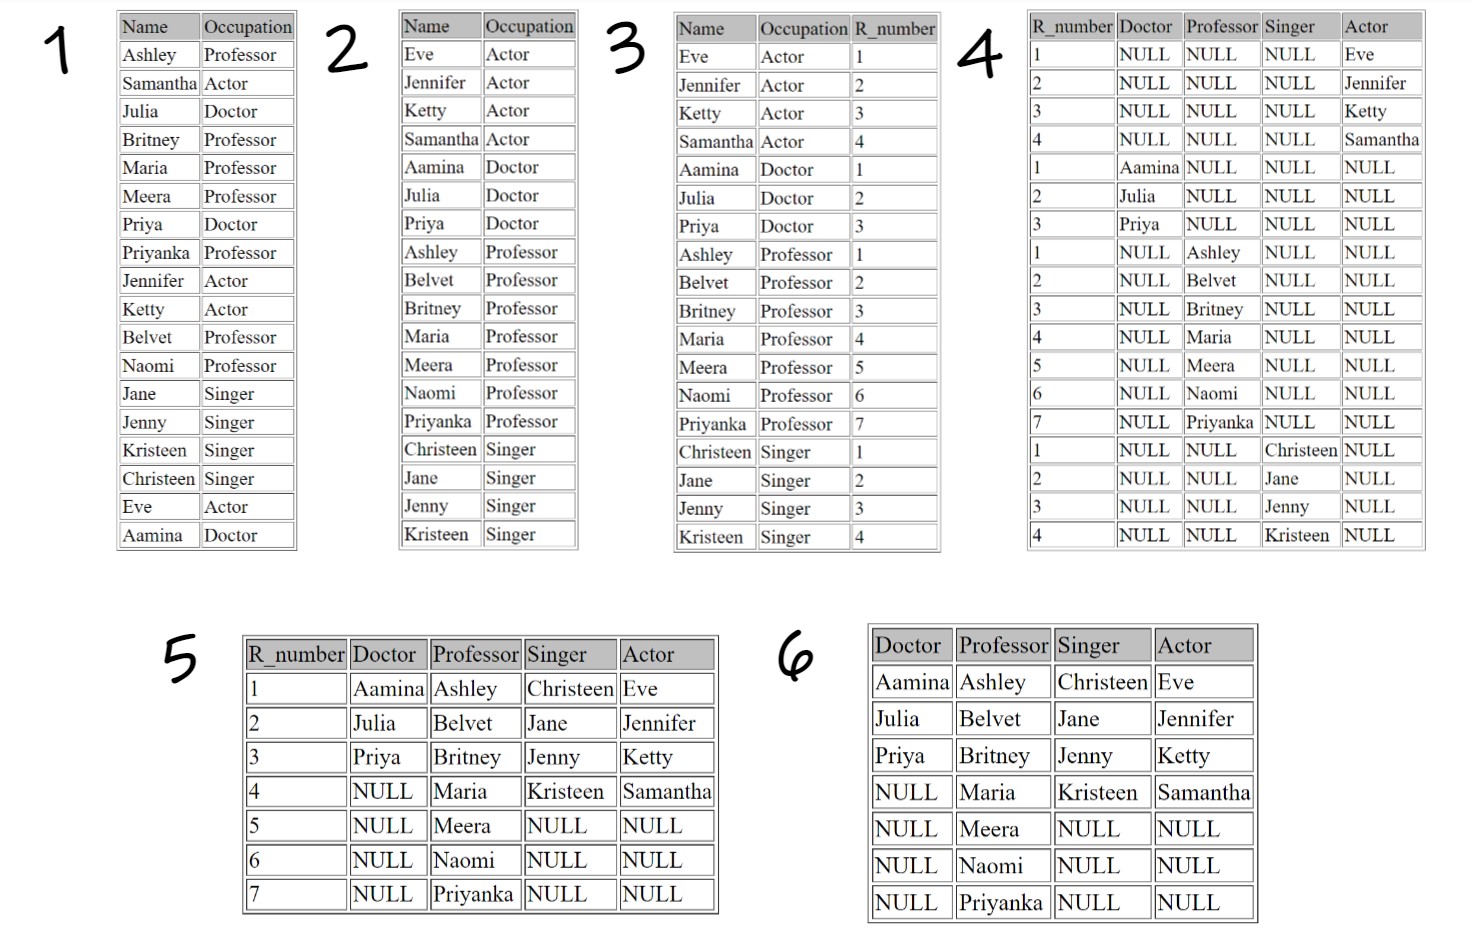 1
Name Occupation
Ashley Professor
Samantha Actor
Julia Doctor
Britney Professor
Maria Professor
Meera Professor
Priya Doctor
Priyanka Professor
Jennifer Actor
Ketty Actor
Belvet Professor
Naomi Professor
Jane Singer
Jenny Singer
Kristeen Singer
Christeen Singer
Eve Actor
Aamina Doctor
2
Name Occupation
Eve Actor
Jennifer Actor
Ketty Actor
Samantha Actor
Aamina Doctor
Julia Doctor
Priya Doctor
Ashley Professor
Belvet Professor
Britney Professor
Maria Professor
Meera Professor
Naomi Professor
Priyanka Professor
Christeen Singer
Jane Singer
Jenny Singer
Kristeen Singer
3
Name Occupation R_number
Eve Actor 1
Jennifer Actor 2
Ketty Actor 3
Samantha Actor 4
Aamina Doctor 1
Julia Doctor 2
Priya Doctor 3
Ashley Professor 1
Belvet Professor 2
Britney Professor 3
Maria Professor 4
Meera Professor 5
Naomi Professor 6
Priyanka Professor 7
Christeen Singer 1
Jane Singer 2
Jenny Singer 3
Kristeen Singer 4
4
R_number Doctor Professor Singer Actor
1 NULL NULL NULL Eve
2 NULL NULL NULL Jennifer
3 NULL NULL NULL Ketty
4 NULL NULL NULL Samantha
1 Aamina NULL NULL NULL
2 Julia NULL NULL NULL
3 Priya NULL NULL NULL
1 NULL Ashley NULL NULL
2 NULL Belvet NULL NULL
3 NULL Britney NULL NULL
4 NULL Maria NULL NULL
5 NULL Meera NULL NULL
6 NULL Naomi NULL NULL
7 NULL Priyanka NULL NULL
1 NULL NULL Christeen NULL
2 NULL NULL Jane NULL
3 NULL NULL Jenny NULL
4 NULL NULL Kristeen NULL
5
R_number Doctor Professor Singer Actor
1 Aamina Ashley Christeen Eve
2 Julia Belvet Jane Jennifer
3 Priya Britney Jenny Ketty
4 NULL Maria Kristeen Samantha
5 NULL Meera NULL NULL
6 NULL Naomi NULL NULL
7 NULL Priyanka NULL NULL
6
Doctor Professor Singer Actor
Aamina Ashley Christeen Eve
Julia Belvet Jane Jennifer
Priya Britney Jenny Ketty
NULL Maria Kristeen Samantha
NULL Meera NULL NULL
NULL Naomi NULL NULL
NULL Priyanka NULL NULL